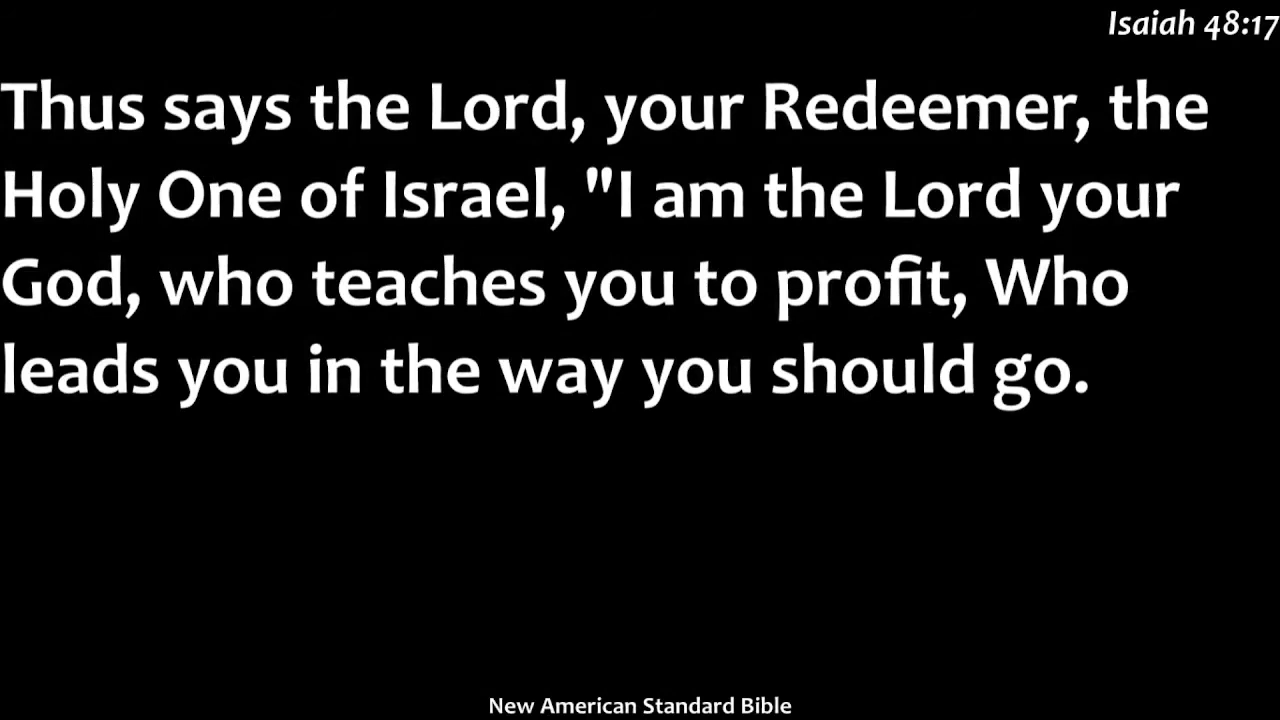 Isaiah 48:17
Thus says the Lord, your Redeemer, the
Holy One of Israel, "I am the Lord your
God, who teaches you to profit, Who
leads you in the way you should go.
New American Standard Bible